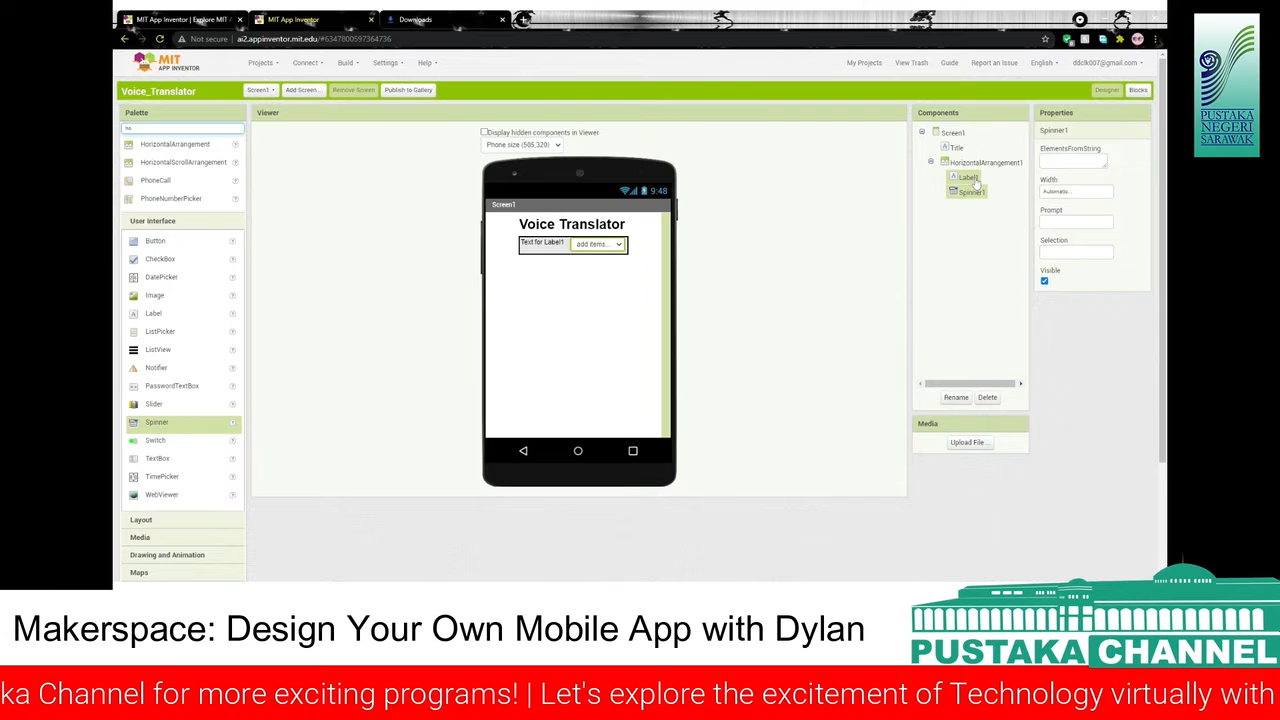 MIT App Inventor | Explore MIT A
MIT App Inventor
Downloads
Not secure | ai2.appinventor.mit.edu/#6347800597364736
MIT
APP INVENTOR
Projects
Connect
Build
Settings
Help
My Projects
View Trash
Guide
Report an Issue
English
ddclk007@gmail.com
Voice_Translator
Screen1
Add Screen ...
Remove Screen
Publish to Gallery
Designer
Blocks
Palette
Viewer
Components
Properties
HorizontalArrangement
HorizontalScrollArrangement
PhoneCall
PhoneNumberPicker
User Interface
Button
CheckBox
DatePicker
Image
Label
ListPicker
ListView
Notifier
PasswordTextBox
Slider
Spinner
Switch
TextBox
TimePicker
WebViewer
Layout
Media
Drawing and Animation
Maps
Display hidden components in Viewer
Phone size (505,320)
9:48
Screen1
Voice Translator
Text for Label1
add items...
Screen1
Title
HorizontalArrangement1
Label1
Spinner1
Rename
Delete
Media
Upload File ...
Spinner1
ElementsFromString
Width
Automatic...
Prompt
Selection
Visible
PUSTAKA
NEGERI
SARAWAK
Makerspace: Design Your Own Mobile App with Dylan
PUSTAKA CHANNEL
ka Channel for more exciting programs! | Let's explore the excitement of Technology virtually with